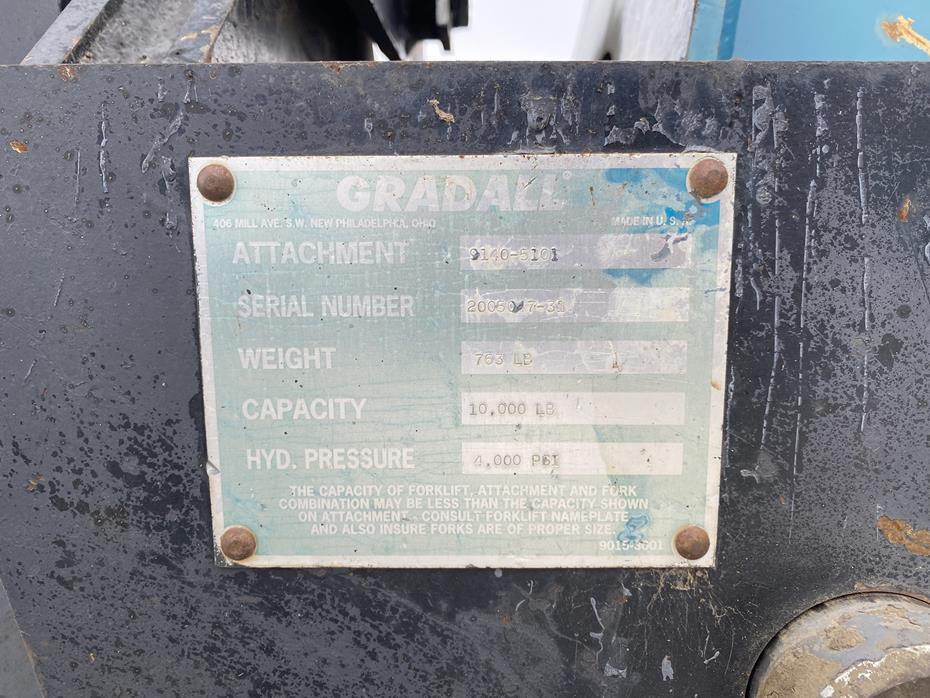 GRADALL®
406 MILL AVE. S.W. NEW PHILADELPHIA, OHIO MADE IN U.S.A.
ATTACHMENT 9140-5101
SERIAL NUMBER
WEIGHT 763 LB
CAPACITY 10,000 LB
HYD. PRESSURE 4,000 PSI
THE CAPACITY OF FORKLIFT, ATTACHMENT AND FORK
COMBINATION MAY BE LESS THAN THE CAPACITY SHOWN
ON ATTACHMENT - CONSULT FORKLIFT NAMEPLATE
AND ALSO INSURE FORKS ARE OF PROPER SIZE.
9015-3601